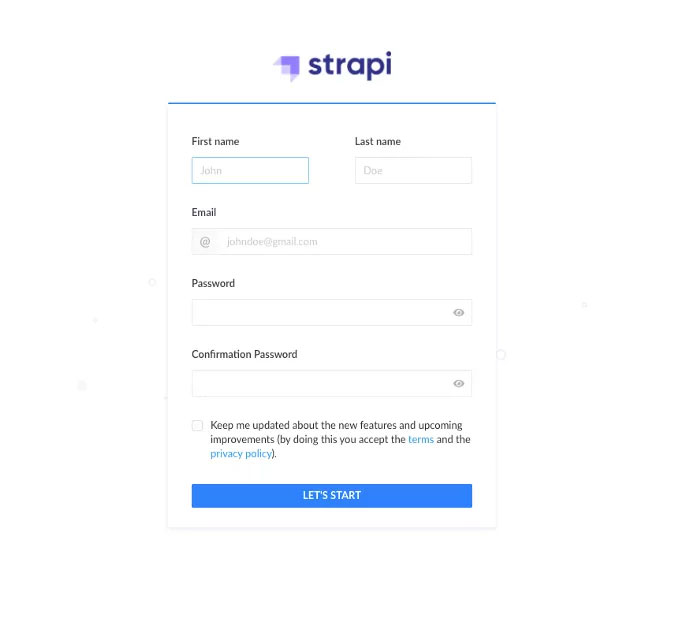 strapi
First name
Last name
John
Doe
Email
@ johndoe@gmail.com
Password
Confirmation Password
Keep me updated about the new features and upcoming
improvements (by doing this you accept the terms and the
privacy policy).
LET'S START